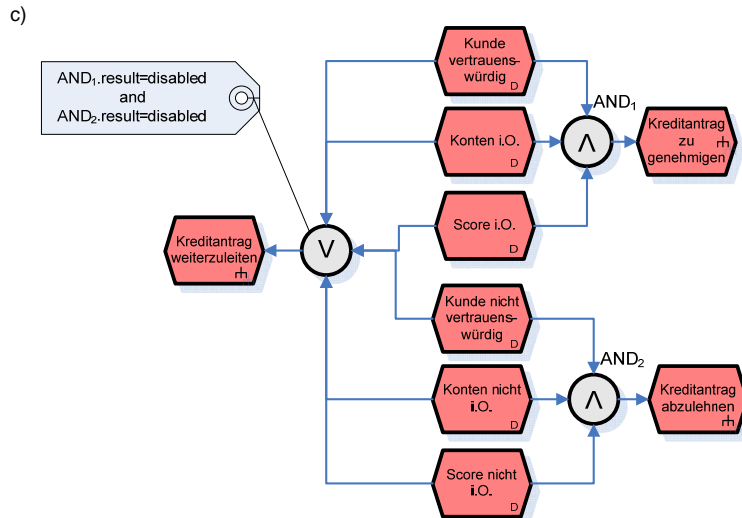 c)
AND1.result=disabled
and
AND2.result=disabled
Kunde
vertrauens-
würdig
D
AND1
Konten i.O.
D
Λ
Kreditantrag
zu
genehmigen
Score i.O.
D
Kreditantrag
weiterzuleiten
V
Kunde nicht
vertrauens-
würdig
D
AND2
Konten nicht
i.O.
D
Λ
Kreditantrag
abzulehnen
Score nicht
i.O.
D